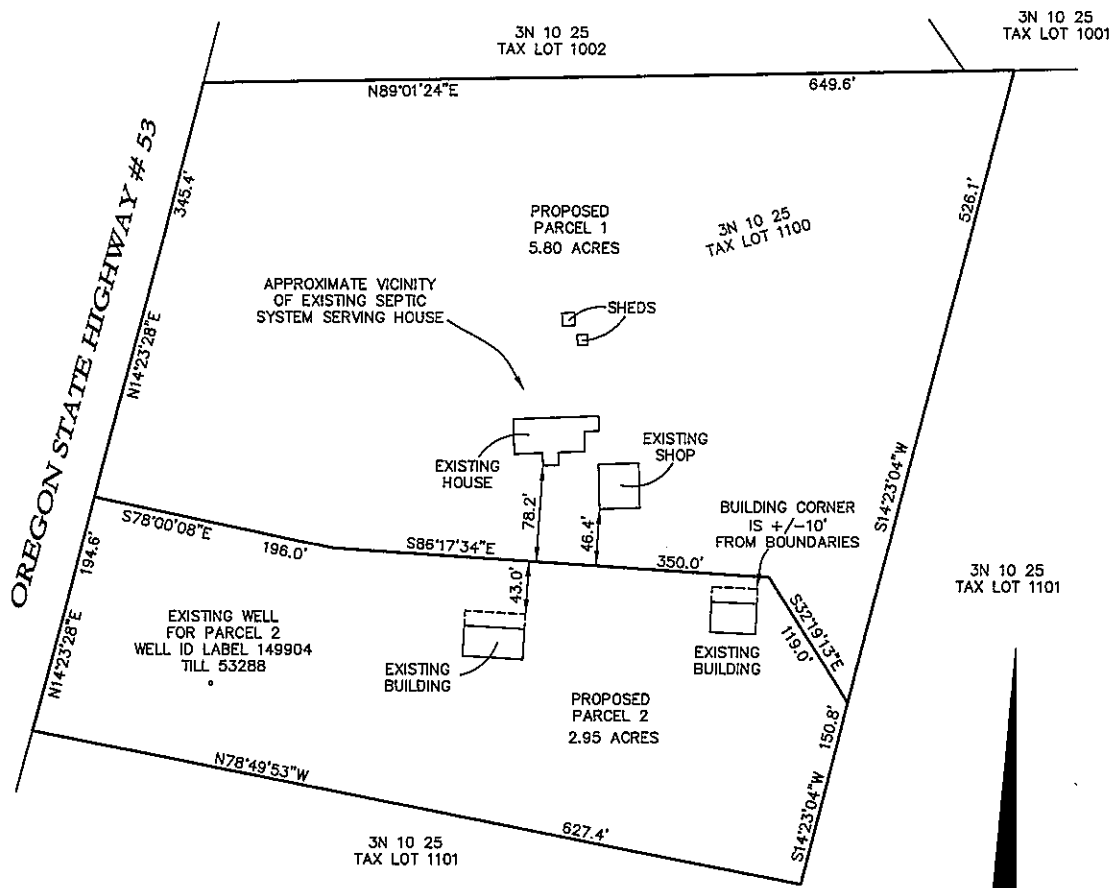 3N 10 25
TAX LOT 1002
3N 10 25
TAX LOT 1001
N89°01'24"E
649.6'
OREGON STATE HIGHWAY # 53
345.4'
N14°23'28"E
PROPOSED
PARCEL 1
5.80 ACRES
3N 10 25
TAX LOT 1100
526.1'
S14°23'04"W
APPROXIMATE VICINITY
OF EXISTING SEPTIC
SYSTEM SERVING HOUSE
SHEDS
EXISTING
HOUSE
EXISTING
SHOP
78.2'
46.4'
BUILDING CORNER
IS +/-10'
FROM BOUNDARIES
S78°00'08"E
196.0'
S86°17'34"E
350.0'
S32°19'13"E
119.0'
3N 10 25
TAX LOT 1101
194.6'
N14°23'28"E
EXISTING WELL
FOR PARCEL 2
WELL ID LABEL 149904
TILL 53288
43.0'
EXISTING
BUILDING
EXISTING
BUILDING
PROPOSED
PARCEL 2
2.95 ACRES
150.8'
S14°23'04"W
N78°49'53"W
627.4'
3N 10 25
TAX LOT 1101